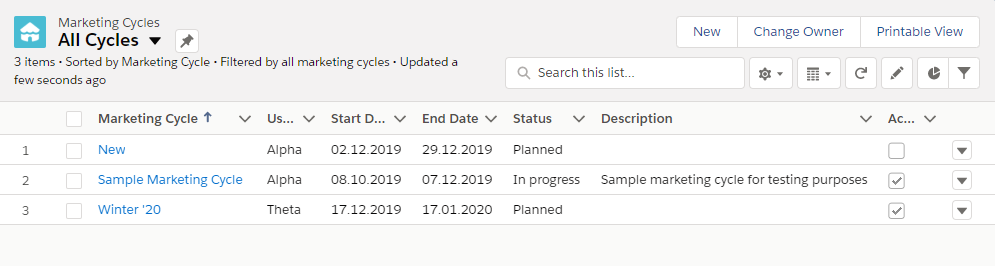 Marketing Cycles
All Cycles
New Change Owner Printable View
3 items • Sorted by Marketing Cycle • Filtered by all marketing cycles • Updated a
few seconds ago
Search this list...
Marketing Cycle Us... Start D... End Date Status Description Ac...
1 New Alpha 02.12.2019 29.12.2019 Planned
2 Sample Marketing Cycle Alpha 08.10.2019 07.12.2019 In progress Sample marketing cycle for testing purposes
3 Winter '20 Theta 17.12.2019 17.01.2020 Planned